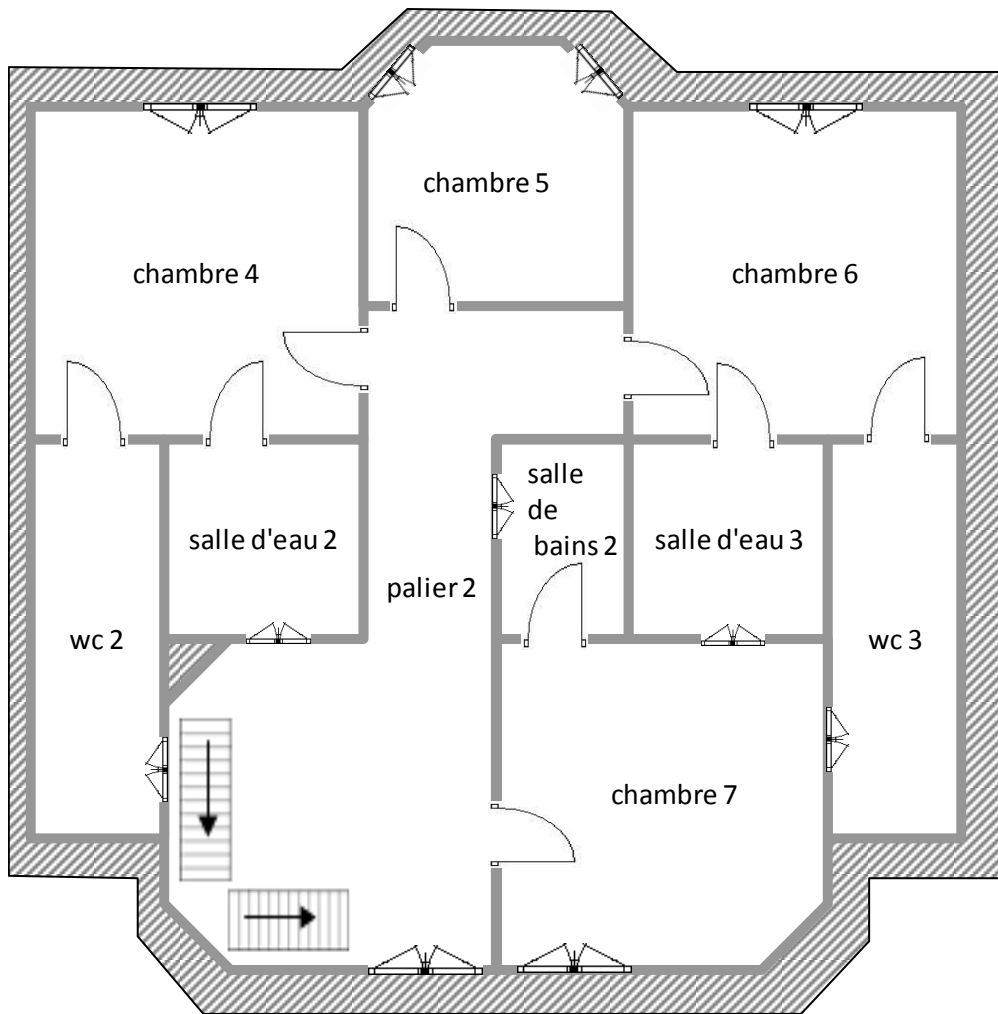 chambre 5
chambre 4
chambre 6
salle
de
bains 2
salle d'eau 2
salle d'eau 3
palier 2
wc 2
wc 3
chambre 7